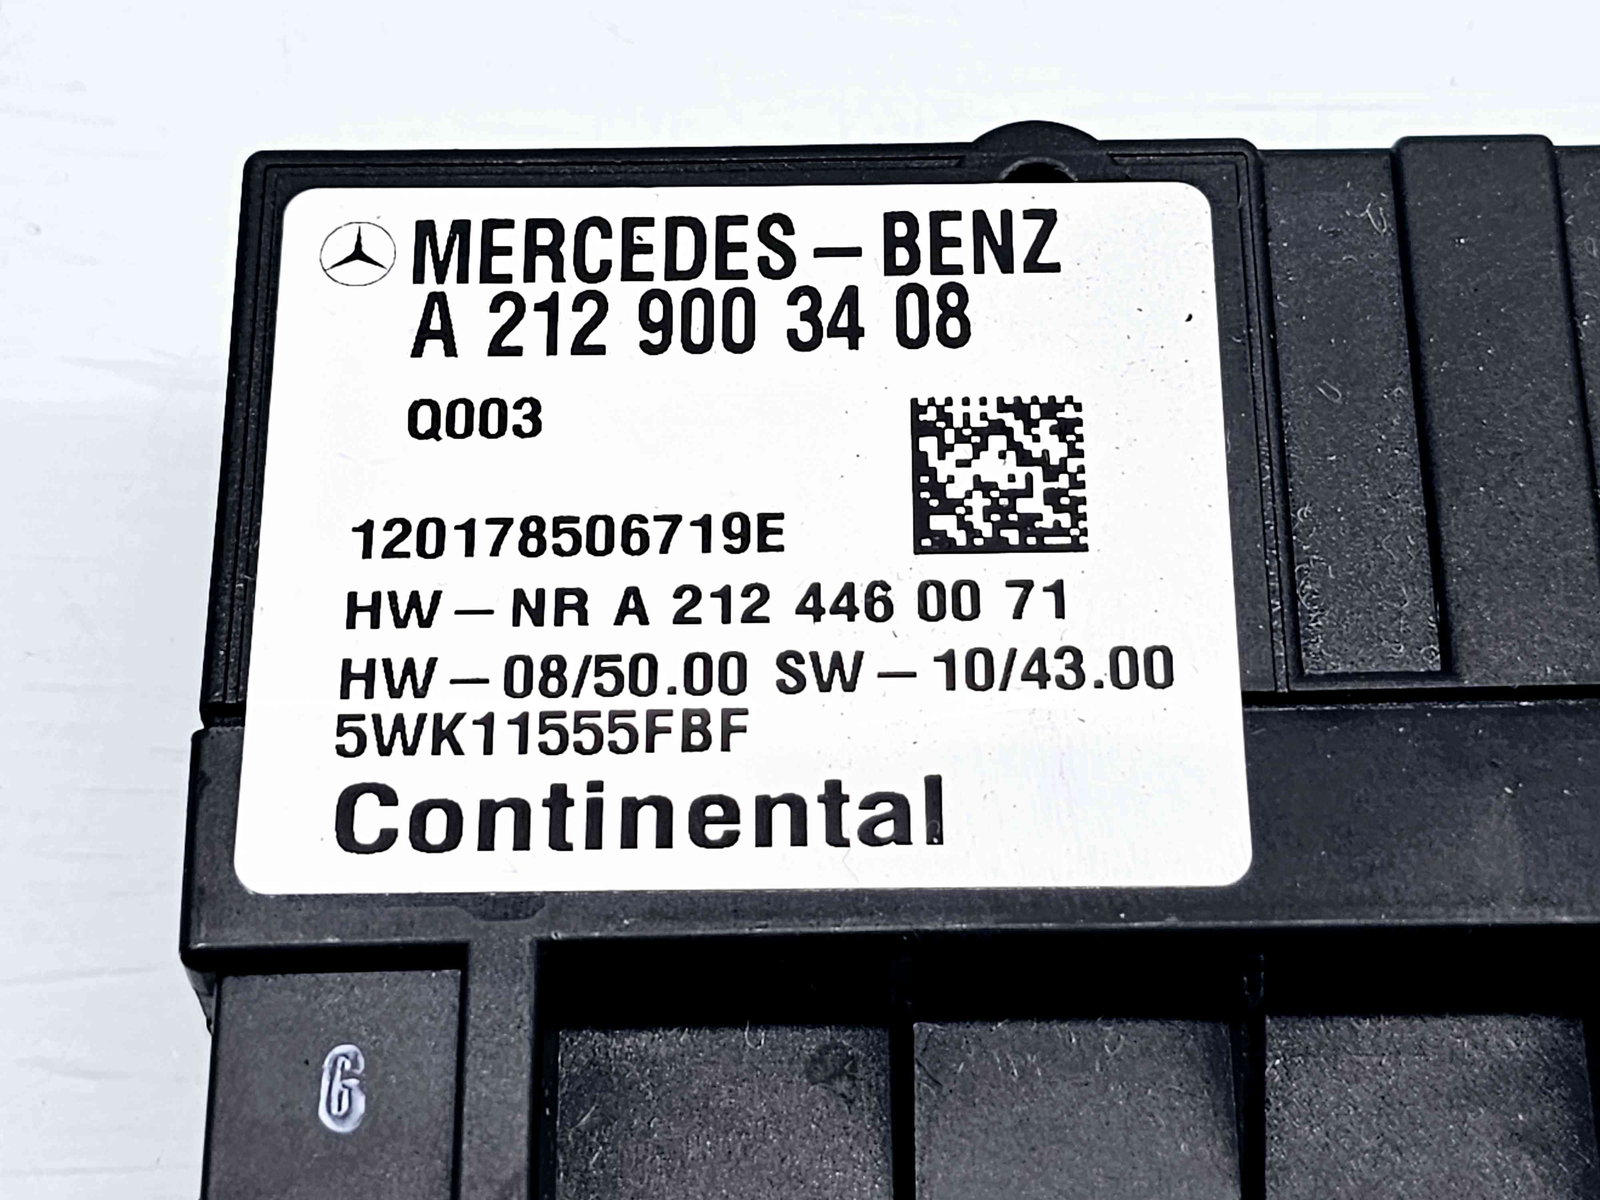 MERCEDES-BENZ
A 212 900 34 08
Q003
120178506719E
HW-NR A 212 446 00 71
HW-08/50.00 SW-10/43.00
5WK11555FBF
Continental
G